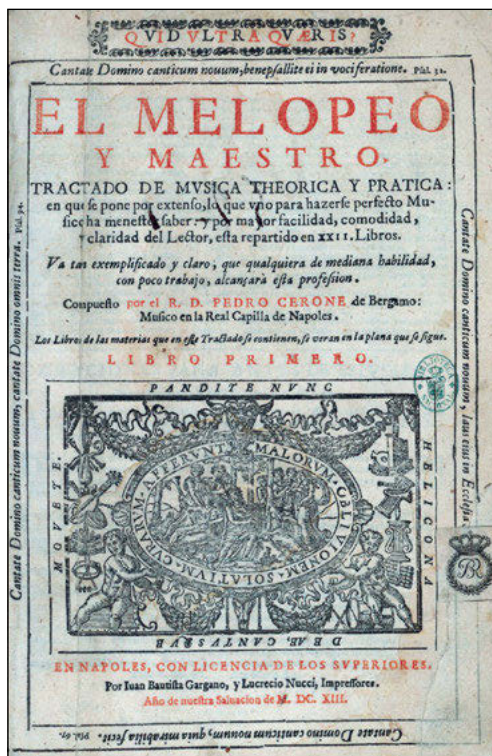 QVID VLTRA QVÆRIS?
Cantate Domino canticum nouum, benepsallite ei in vociferatione. Psal. 32.
EL MELOPEO
Y MAESTRO.
TRACTADO DE MVSICA THEORICA Y PRATICA:
en que se pone por extenso, lo que vno para hazerse perfecto Mu-
sico ha menester saber: y por mayor facilidad, comodidad,
y claridad del Lector, esta repartido en XXII. Libros.
Va tan exemplificado y claro, que qualquiera de mediana habilidad,
con poco trabajo, alcançarà esta profession.
Compuesto por el R. D. PEDRO CERONE de Bergamo:
Musico en la Real Capilla de Napoles.
Los Libros de las materias que en este Tractado se contienen, se veran en la plana que se sigue.
LIBRO PRIMERO.
PANDITE NVNC
HELICONA
DEAE, CANTVSQVE
MOVETE.
AFFERVNT MALORVM OBLIVIONEM SOLATIVM CVRARVM
EN NAPOLES, CON LICENCIA DE LOS SVPERIORES.
Por Iuan Bautista Gargano, y Lucrecio Nucci, Impressores.
Año de nuestra Saluacion de M. DC. XIII.
Cantate Domino canticum nouum, quia mirabilia fecit.
Cantate Domino canticum nouum, cantate Domino omnis terra.
Cantate Domino canticum nouum, laus eius in Ecclesia
BR